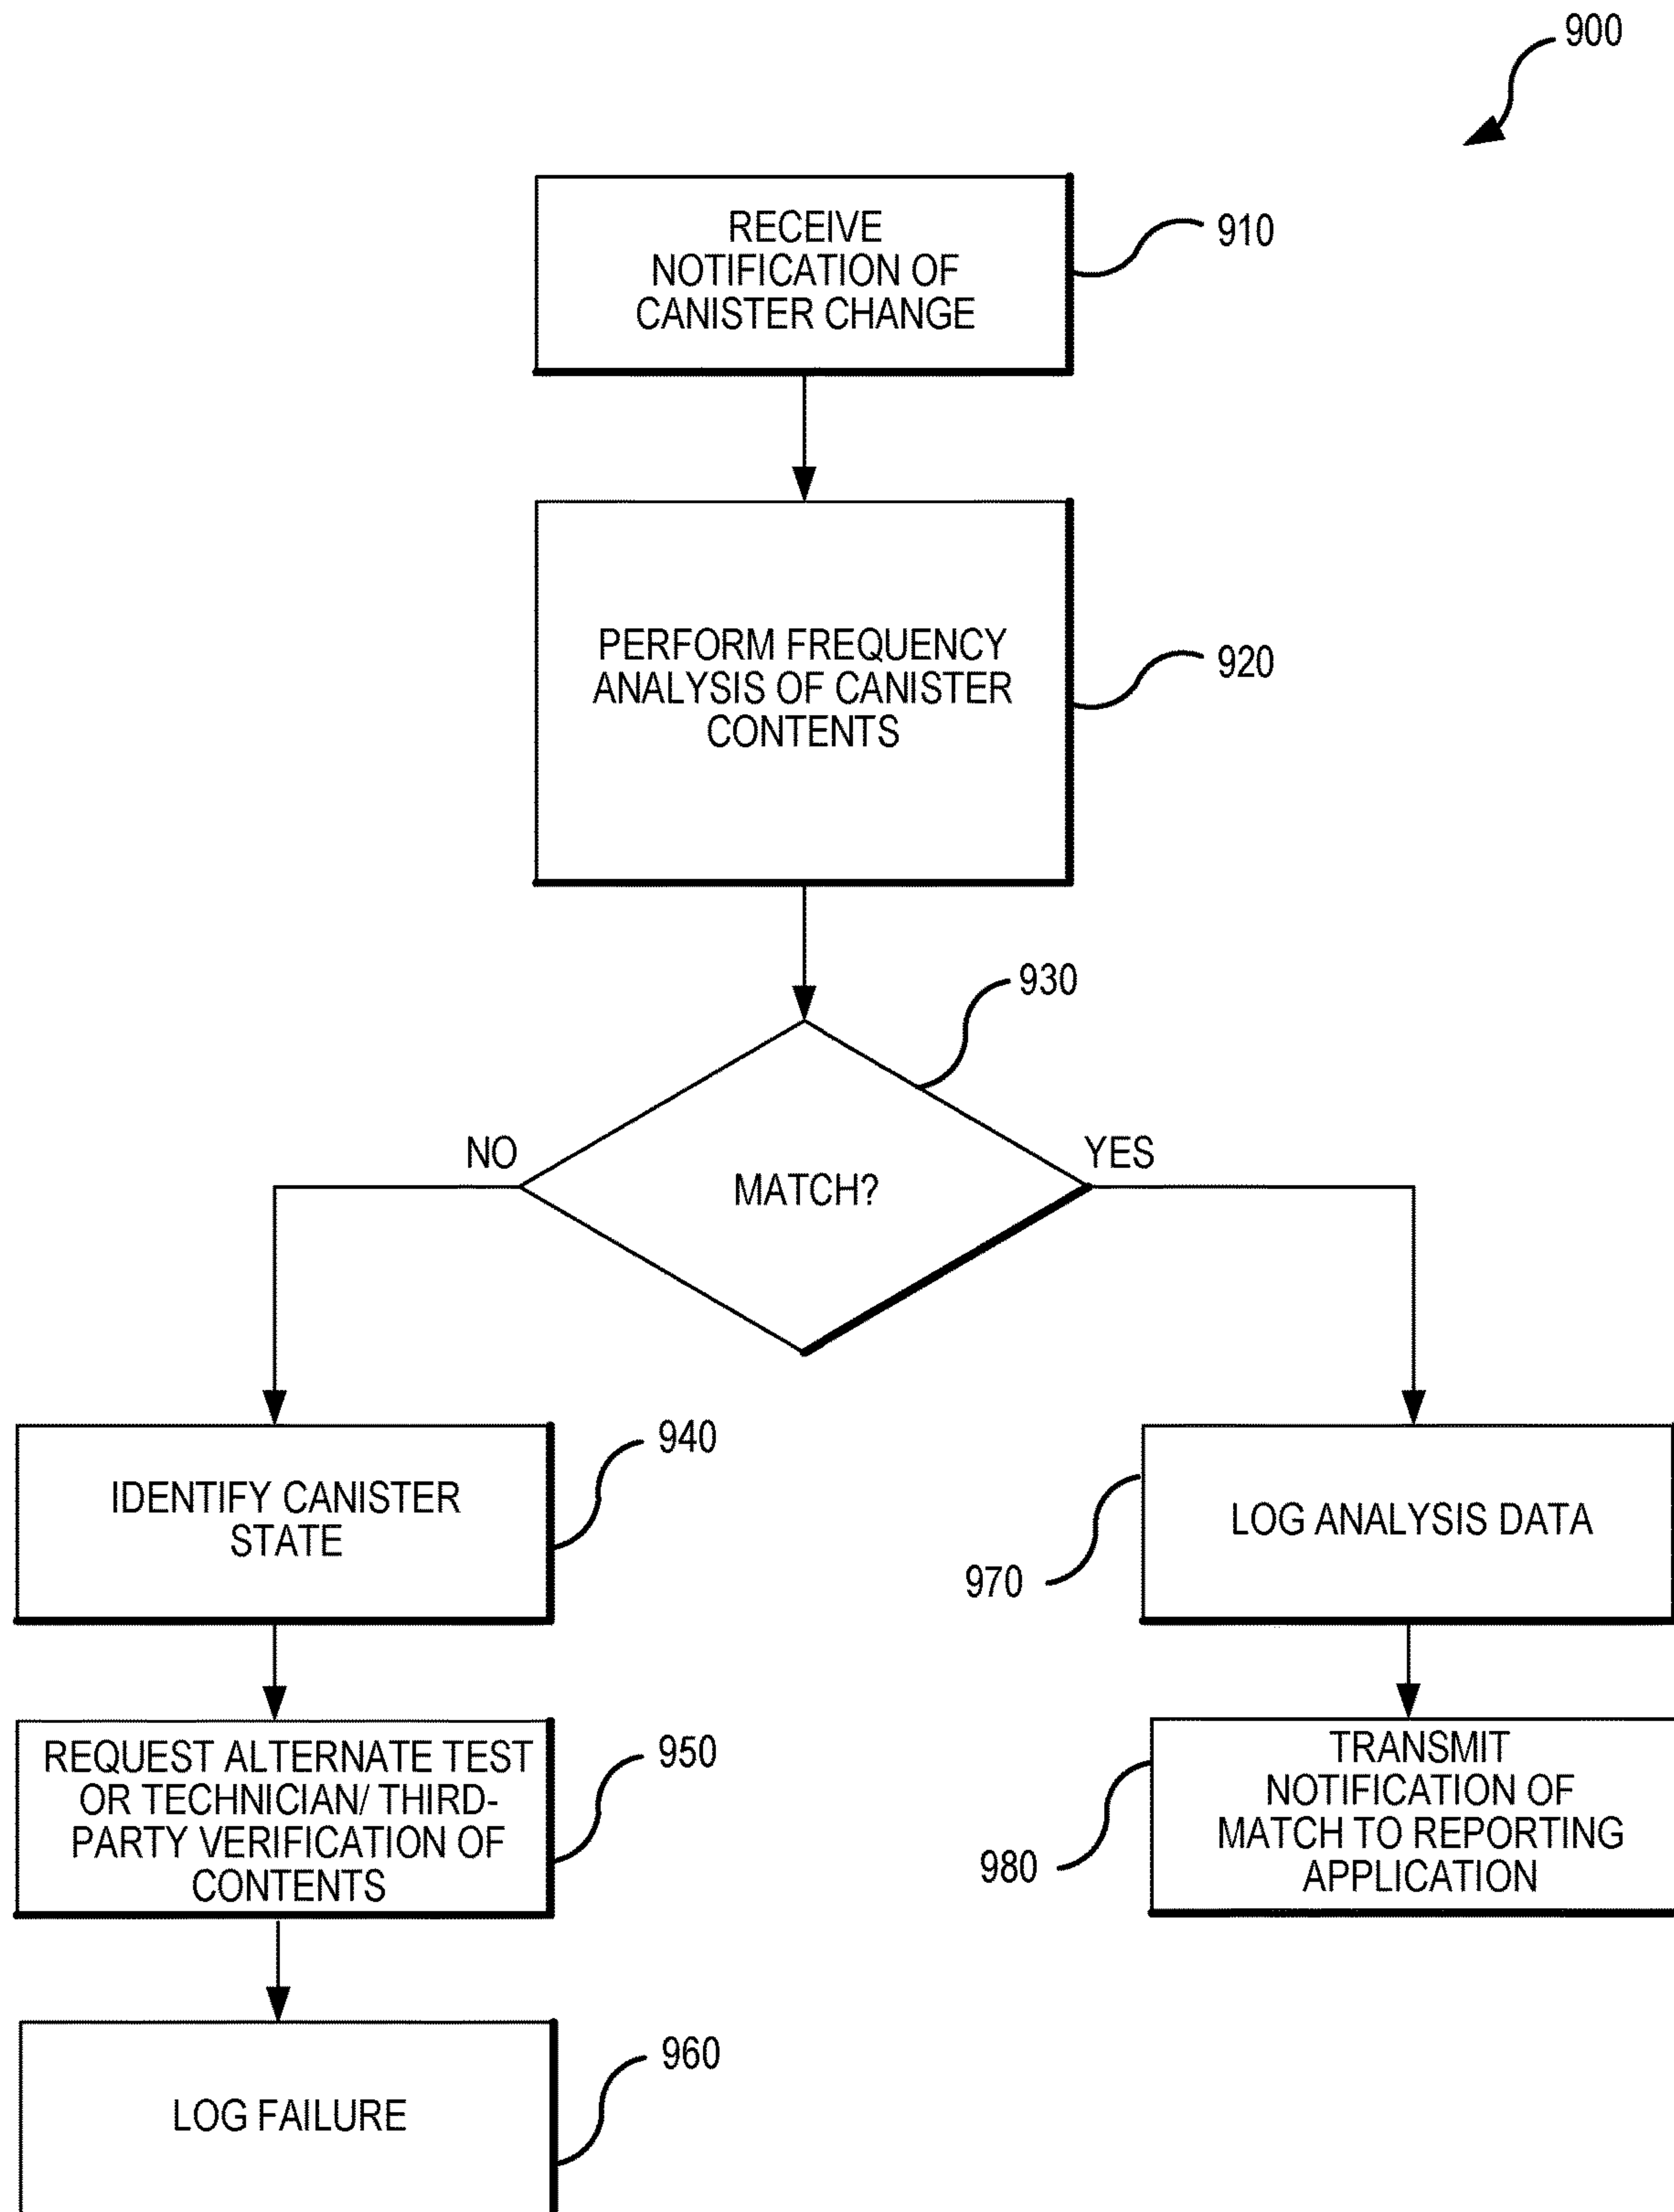 900
RECEIVE
NOTIFICATION OF
CANISTER CHANGE
910
PERFORM FREQUENCY
ANALYSIS OF CANISTER
CONTENTS
920
930
NO
MATCH?
YES
IDENTIFY CANISTER
STATE
940
REQUEST ALTERNATE TEST
OR TECHNICIAN/ THIRD-
PARTY VERIFICATION OF
CONTENTS
950
LOG FAILURE
960
LOG ANALYSIS DATA
970
TRANSMIT
NOTIFICATION OF
MATCH TO REPORTING
APPLICATION
980